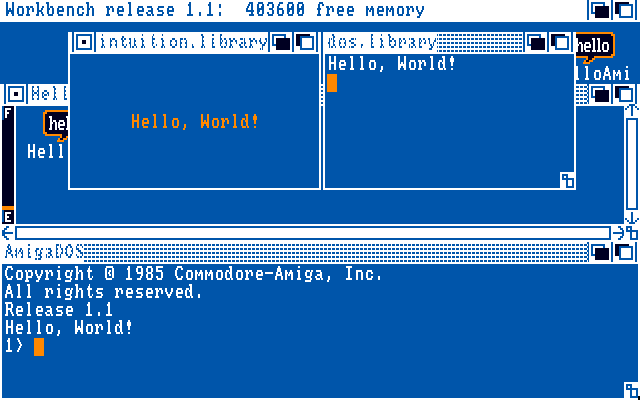 Workbench release 1.1:  403600 free memory
intuition.library
dos.library
Hello, World!
hello
lloAmi
Hell
F
Hello, World!
hel
Hell
E
AmigaDOS
Copyright © 1985 Commodore-Amiga, Inc.
All rights reserved.
Release 1.1
Hello, World!
1>